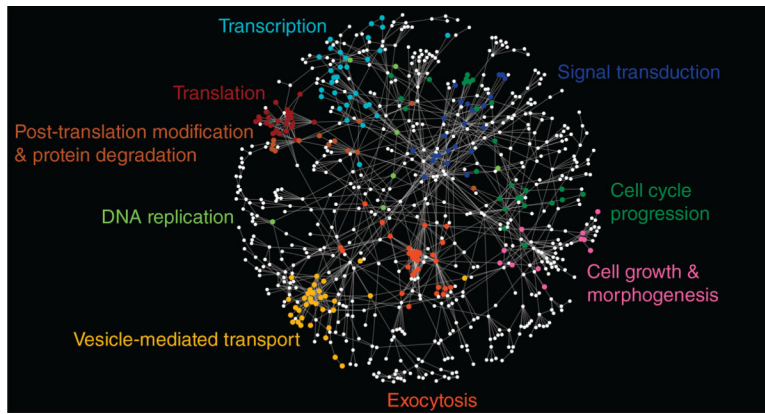 Transcription
Signal transduction
Translation
Post-translation modification
& protein degradation
DNA replication
Cell cycle
progression
Cell growth &
morphogenesis
Vesicle-mediated transport
Exocytosis